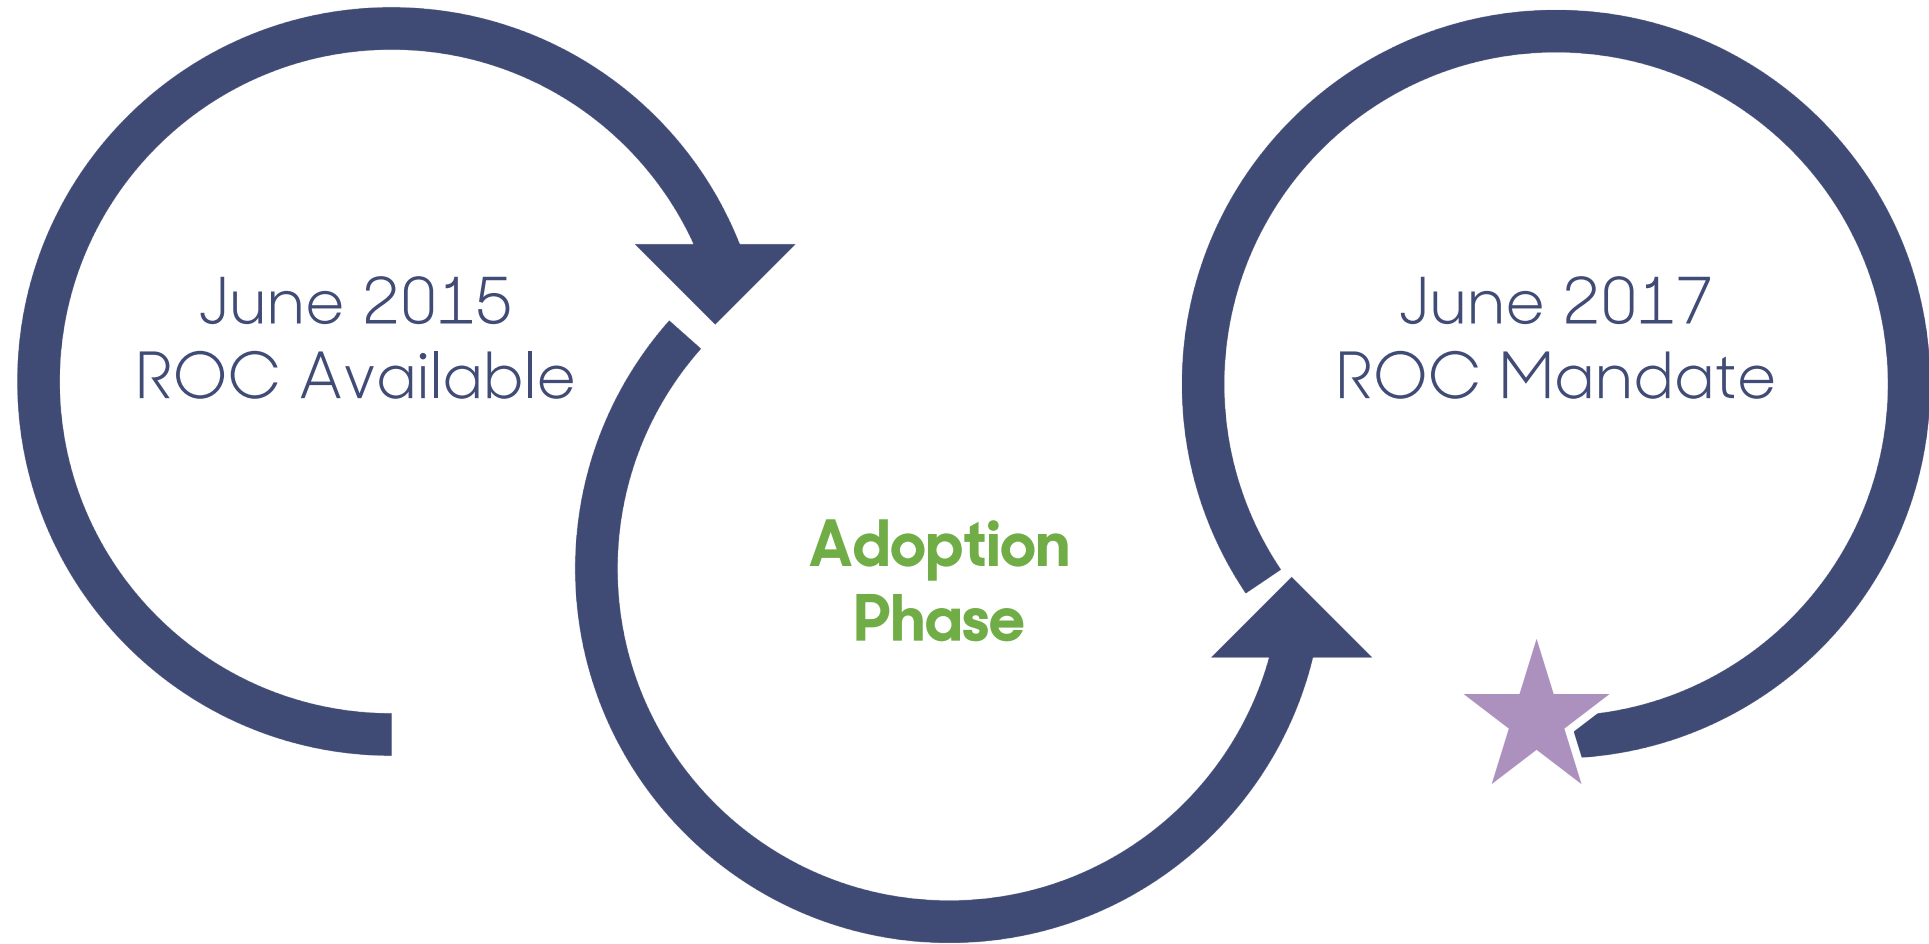 June 2015
ROC Available
Adoption
Phase
June 2017
ROC Mandate